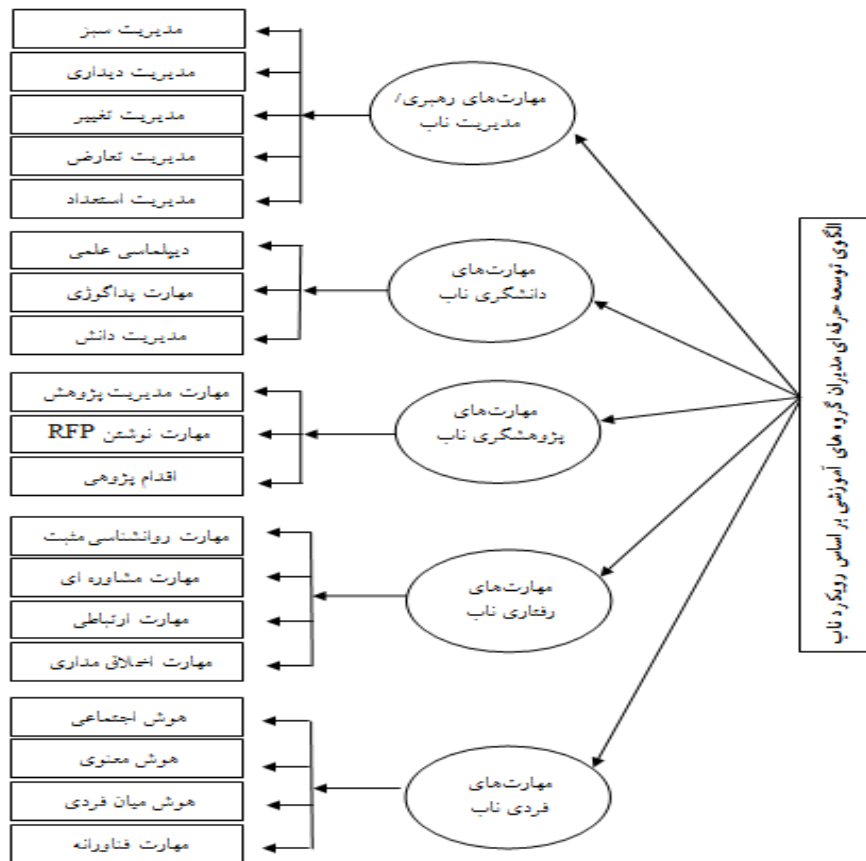 الگوی توسعه حرفه ای مدیران گروه های آموزشی بر اساس رویکرد ناب
مهارت‌های رهبری/
مدیریت ناب
مدیریت سبز
مدیریت دیداری
مدیریت تغییر
مدیریت تعارض
مدیریت استعداد
مهارت‌های
دانشگری ناب
دیپلماسی علمی
مهارت پداگوژی
مدیریت دانش
مهارت‌های
پژوهشگری ناب
مهارت مدیریت پژوهش
مهارت نوشتن RFP
اقدام پژوهی
مهارت‌های
رفتاری ناب
مهارت روانشناسی مثبت
مهارت مشاوره ای
مهارت ارتباطی
مهارت اخلاق مداری
مهارت‌های
فردی ناب
هوش اجتماعی
هوش معنوی
هوش میان فردی
مهارت فناورانه